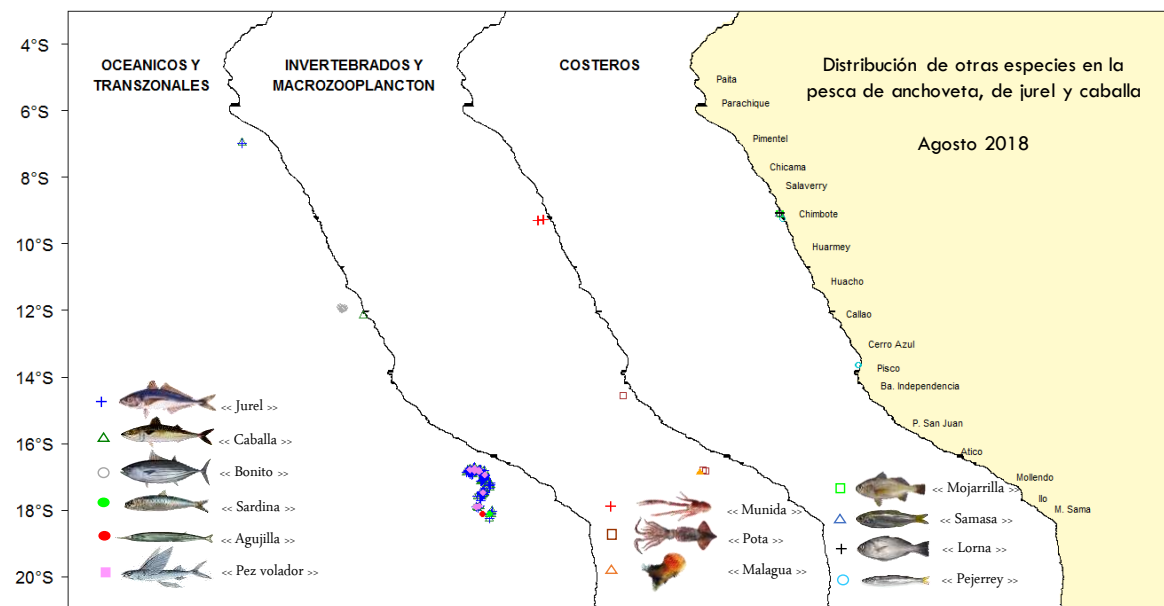 4°S
6°S
8°S
10°S
12°S
14°S
16°S
18°S
20°S
OCEANICOS Y
TRANZONALES
INVERTEBRADOS Y
MACROZOOPLANCTON
COSTEROS
Distribución de otras especies en la
pesca de anchoveta, de jurel y caballa
Agosto 2018
Paita
Parachique
Pimentel
Chicama
Salaverry
Chimbote
Huarmey
Huacho
Callao
Cerro Azul
Pisco
Ba. Independencia
P. San Juan
Atico
Mollendo
Ilo
M. Sama
<< Jurel >>
<< Caballa >>
<< Bonito >>
<< Sardina >>
<< Agujilla >>
<< Pez volador >>
<< Munida >>
<< Pota >>
<< Malagua >>
<< Mojarrilla >>
<< Samasa >>
<< Lorna >>
<< Pejerrey >>